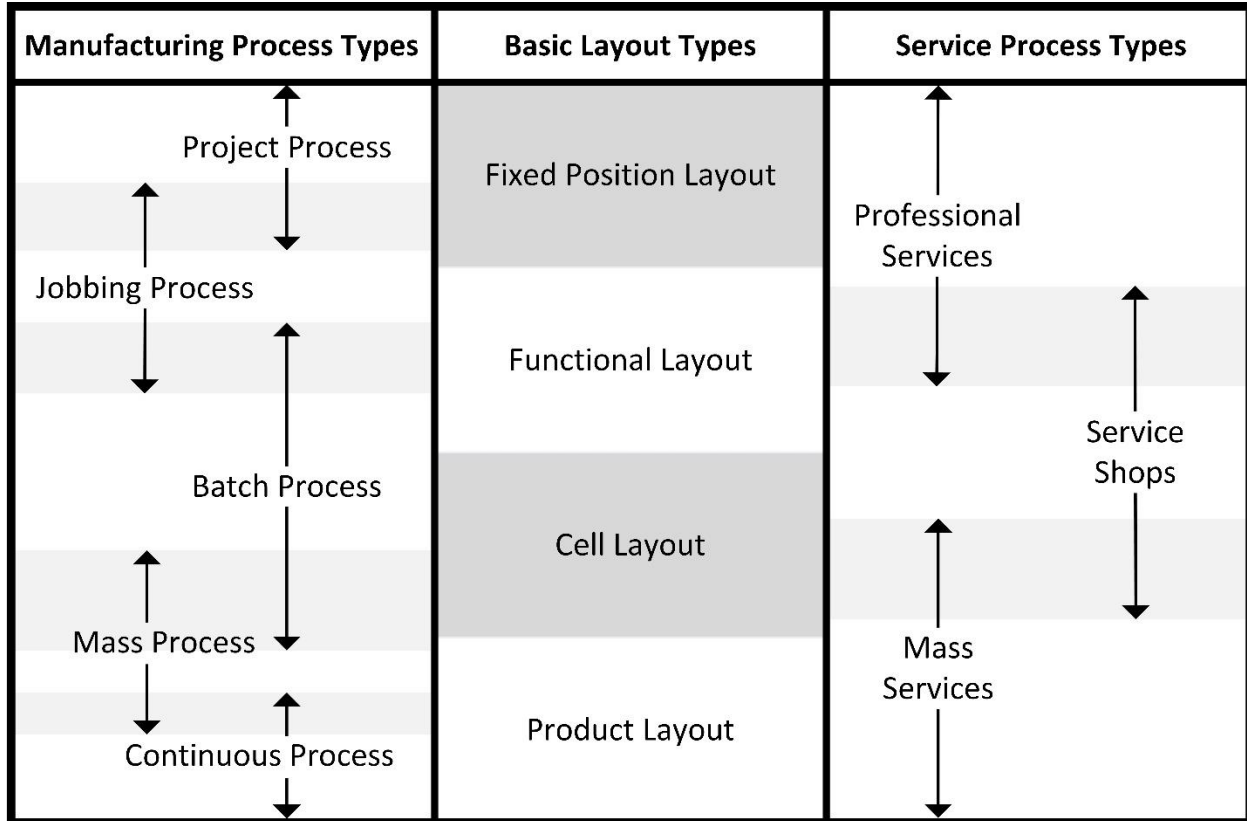 Manufacturing Process Types
Basic Layout Types
Service Process Types
Project Process
Jobbing Process
Batch Process
Mass Process
Continuous Process
Fixed Position Layout
Functional Layout
Cell Layout
Product Layout
Professional
Services
Service
Shops
Mass
Services